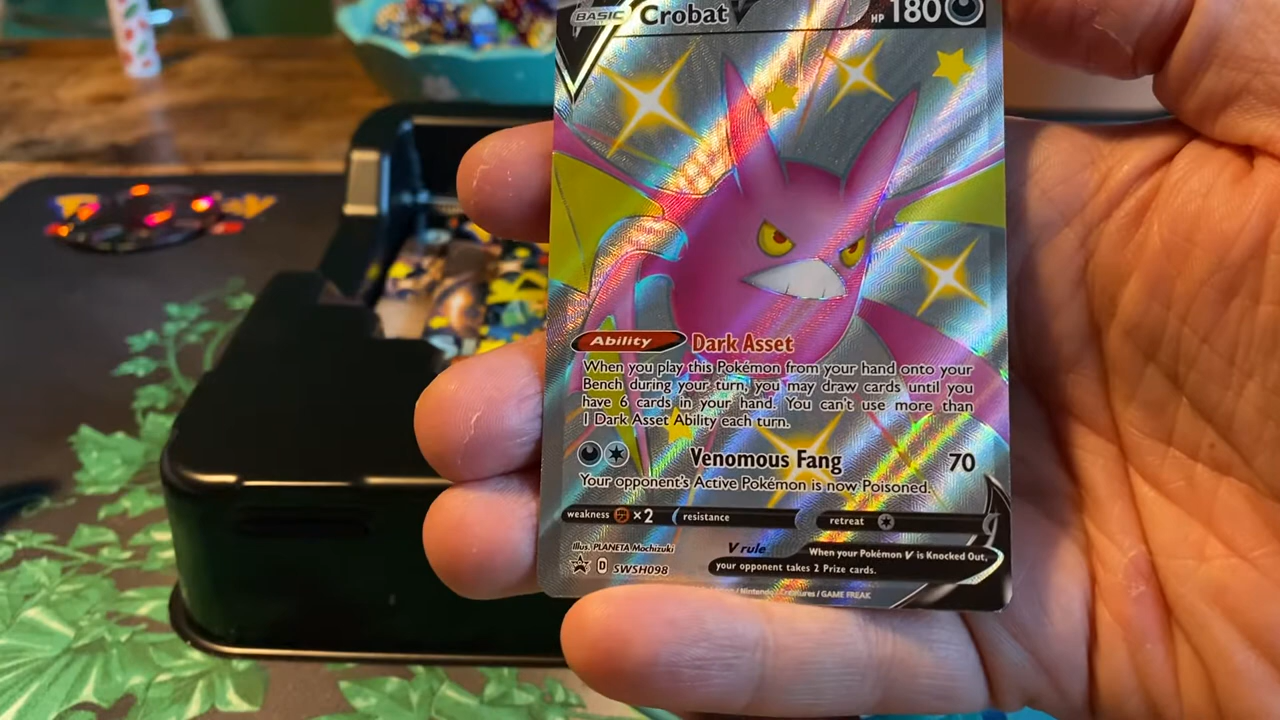 BASIC Crobat HP 180
Ability Dark Asset
When you play this Pokémon from your hand onto your
Bench during your turn, you may draw cards until you
have 6 cards in your hand. You can't use more than
1 Dark Asset Ability each turn.
Venomous Fang 70
Your opponent's Active Pokémon is now Poisoned.
weakness ×2 resistance retreat
Illus. PLANETA Mochizuki
D SWSH098
V rule When your Pokémon V is Knocked Out,
your opponent takes 2 Prize cards.
/ Nintendo / Creatures / GAME FREAK